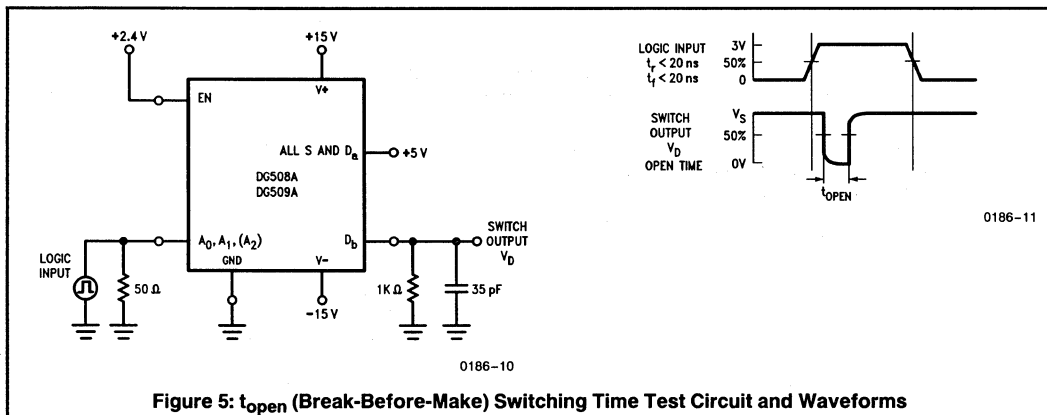 +2.4 V
+15 V
EN
V+
ALL S AND Da
+5 V
DG508A
DG509A
A0, A1, (A2)
Db
SWITCH
OUTPUT
VD
LOGIC
INPUT
GND
V−
50 Ω
1K Ω
35 pF
−15 V
0186–10
LOGIC INPUT
tr < 20 ns
tf < 20 ns
3V
50%
0
SWITCH
OUTPUT
VD
OPEN TIME
VS
50%
0V
tOPEN
0186–11
Figure 5: topen (Break-Before-Make) Switching Time Test Circuit and Waveforms